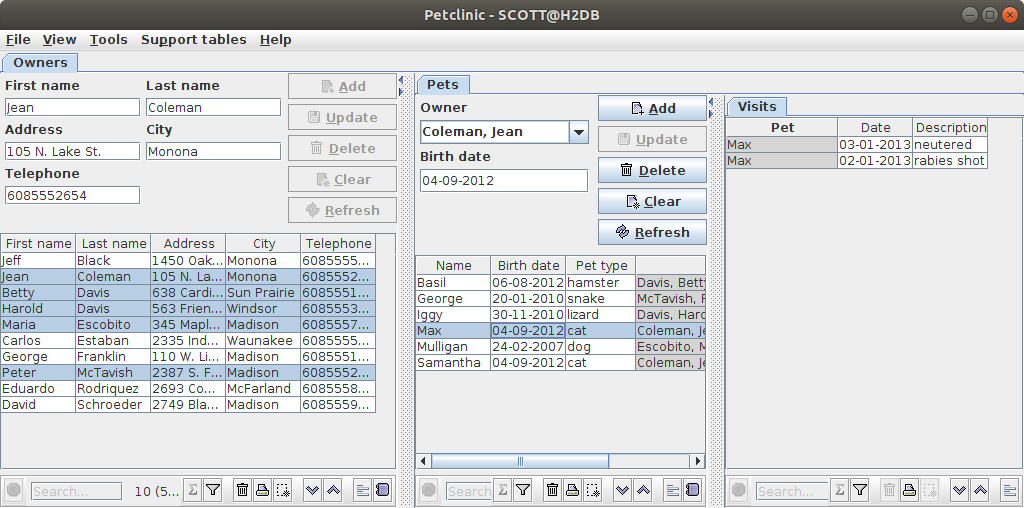 Petclinic - SCOTT@H2DB
File View Tools Support tables Help
Owners
First name Last name
Jean Coleman
Address City
105 N. Lake St. Monona
Telephone
6085552654
Add
Update
Delete
Clear
Refresh
First name Last name Address City Telephone
Jeff Black 1450 Oak... Monona 6085555...
Jean Coleman 105 N. La... Monona 6085552...
Betty Davis 638 Cardi... Sun Prairie 6085551...
Harold Davis 563 Frien... Windsor 6085553...
Maria Escobito 345 Mapl... Madison 6085557...
Carlos Estaban 2335 Ind... Waunakee 6085555...
George Franklin 110 W. Li... Madison 6085551...
Peter McTavish 2387 S. F... Madison 6085552...
Eduardo Rodriquez 2693 Co... McFarland 6085558...
David Schroeder 2749 Bla... Madison 6085559...
Search... 10 (5... Σ
Pets
Owner
Coleman, Jean
Birth date
04-09-2012
Add
Update
Delete
Clear
Refresh
Name Birth date Pet type
Basil 06-08-2012 hamster Davis, Betty
George 20-01-2010 snake McTavish, P
Iggy 30-11-2010 lizard Davis, Haro
Max 04-09-2012 cat Coleman, Je
Mulligan 24-02-2007 dog Escobito, M
Samantha 04-09-2012 cat Coleman, Je
Search Σ
Visits
Pet Date Description
Max 03-01-2013 neutered
Max 02-01-2013 rabies shot
Search... Σ